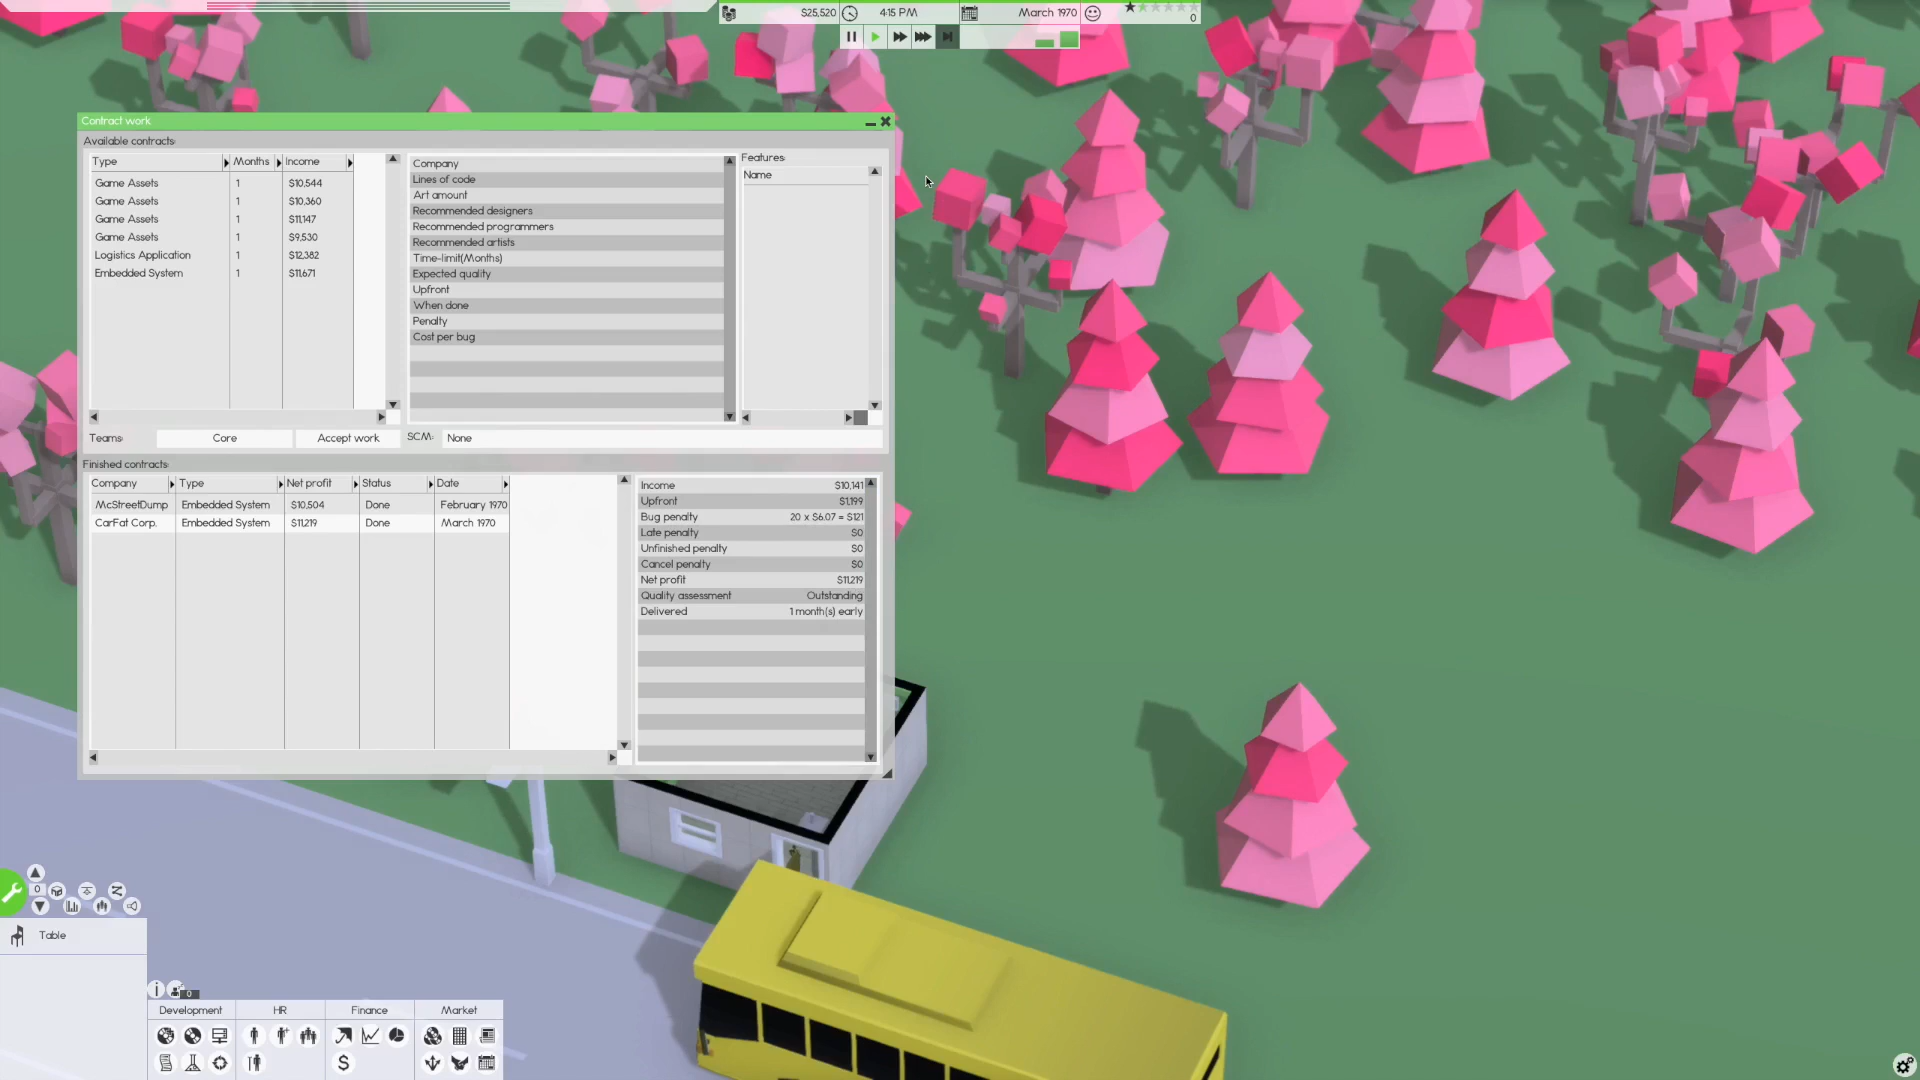 $25,520 4:15 PM March 1970 0
Contract work
Available contracts:
Type Months Income
Game Assets 1 $10,544
Game Assets 1 $10,360
Game Assets 1 $11,147
Game Assets 1 $9,530
Logistics Application 1 $12,382
Embedded System 1 $11,671
Company
Lines of code
Art amount
Recommended designers
Recommended programmers
Recommended artists
Time-limit(Months)
Expected quality
Upfront
When done
Penalty
Cost per bug
Features:
Name
Teams: Core Accept work SCM: None
Finished contracts:
Company Type Net profit Status Date
McStreetDump Embedded System $10,504 Done February 1970
CarFat Corp. Embedded System $11,219 Done March 1970
Income $10,141
Upfront $1,199
Bug penalty 20 x $6.07 = $121
Late penalty $0
Unfinished penalty $0
Cancel penalty $0
Net profit $11,219
Quality assessment Outstanding
Delivered 1 month(s) early
0
Table
0
Development HR Finance Market